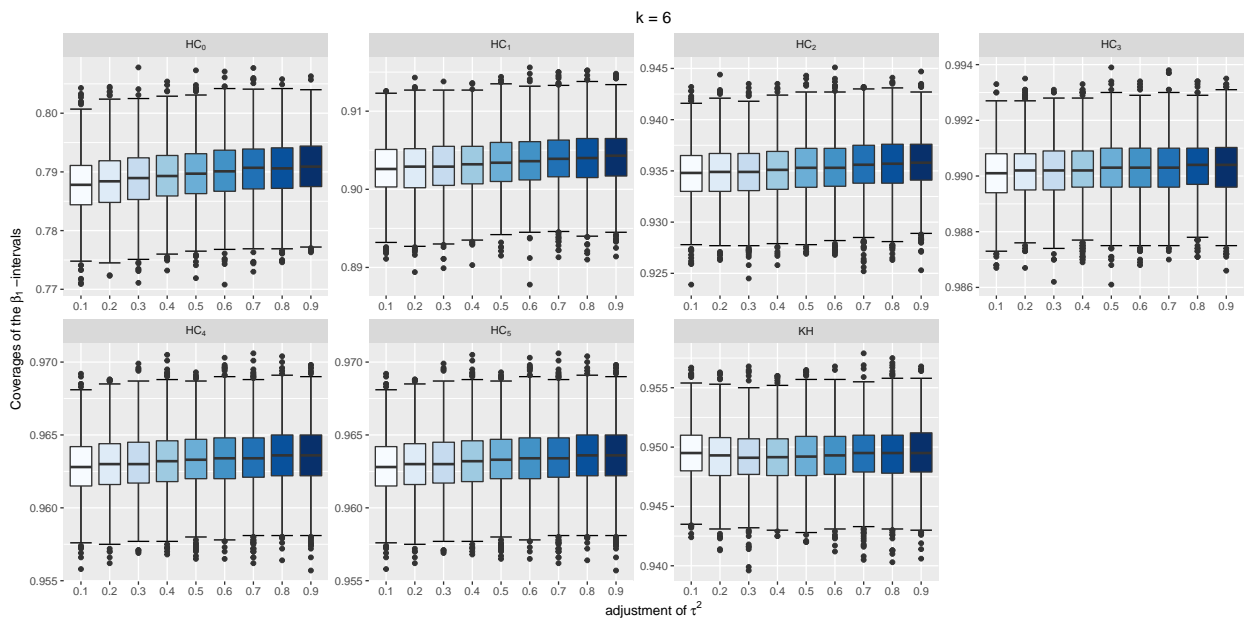 k = 6
HC₀
HC₁
HC₂
HC₃
0.80
0.79
0.78
0.77
0.91
0.90
0.89
0.945
0.940
0.935
0.930
0.925
0.994
0.992
0.990
0.988
0.986
0.1 0.2 0.3 0.4 0.5 0.6 0.7 0.8 0.9
0.1 0.2 0.3 0.4 0.5 0.6 0.7 0.8 0.9
0.1 0.2 0.3 0.4 0.5 0.6 0.7 0.8 0.9
0.1 0.2 0.3 0.4 0.5 0.6 0.7 0.8 0.9
Coverages of the β₁ −intervals
HC₄
HC₅
KH
0.970
0.965
0.960
0.955
0.970
0.965
0.960
0.955
0.955
0.950
0.945
0.940
0.1 0.2 0.3 0.4 0.5 0.6 0.7 0.8 0.9
0.1 0.2 0.3 0.4 0.5 0.6 0.7 0.8 0.9
0.1 0.2 0.3 0.4 0.5 0.6 0.7 0.8 0.9
adjustment of τ²